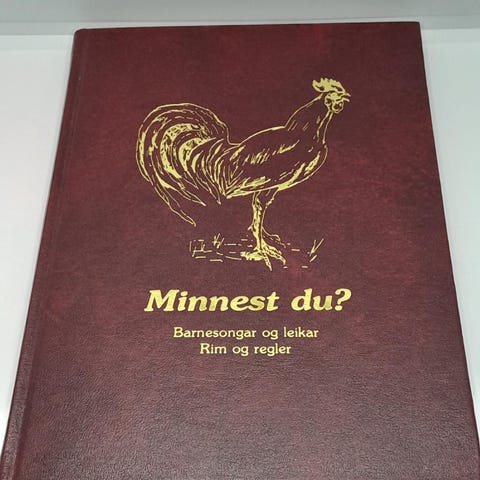 Minnest du?
Barnesongar og leikar
Rim og regler